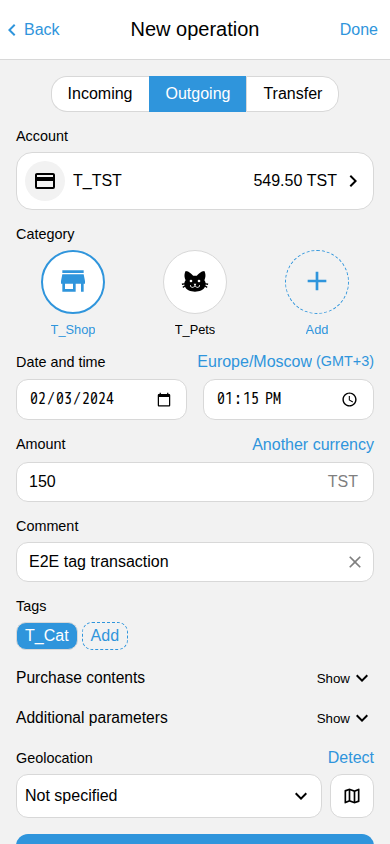 Back New operation Done
Incoming Outgoing Transfer
Account
T_TST 549.50 TST
Category
T_Shop T_Pets Add
Date and time Europe/Moscow (GMT+3)
02/03/2024 01:15 PM
Amount Another currency
150 TST
Comment
E2E tag transaction
Tags
T_Cat Add
Purchase contents Show
Additional parameters Show
Geolocation Detect
Not specified